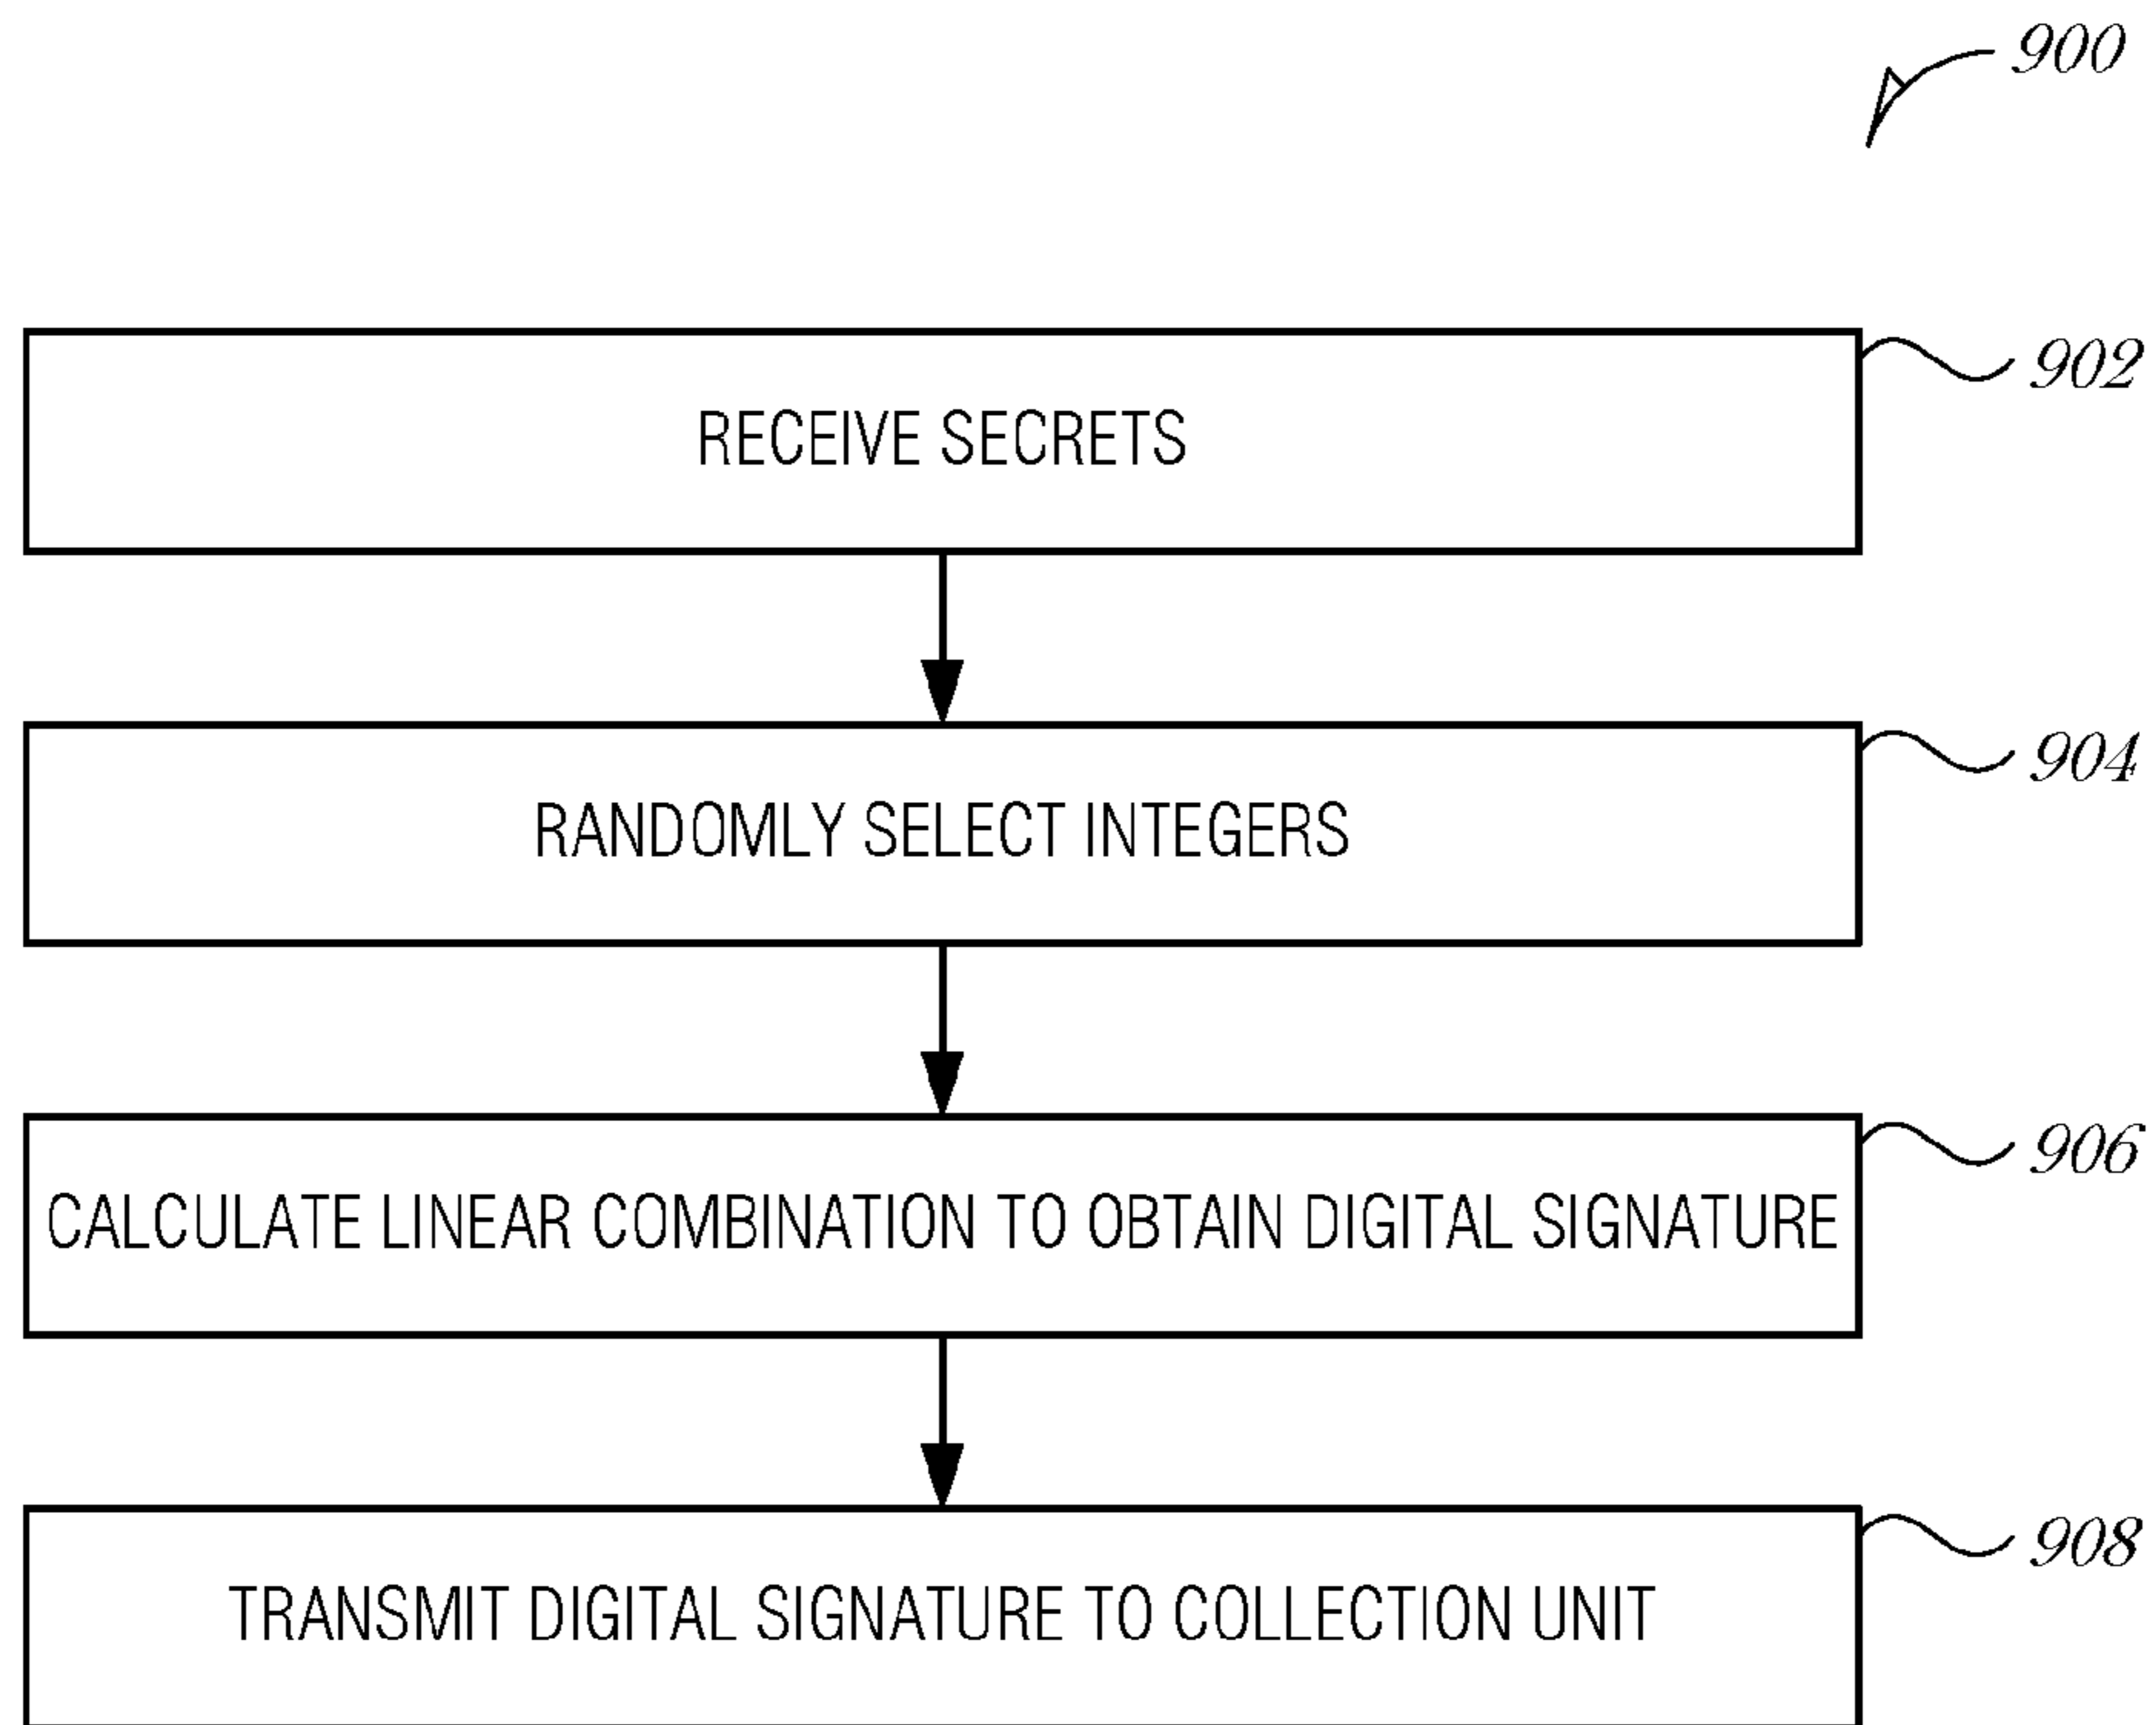 900
902
RECEIVE SECRETS
904
RANDOMLY SELECT INTEGERS
906
CALCULATE LINEAR COMBINATION TO OBTAIN DIGITAL SIGNATURE
908
TRANSMIT DIGITAL SIGNATURE TO COLLECTION UNIT